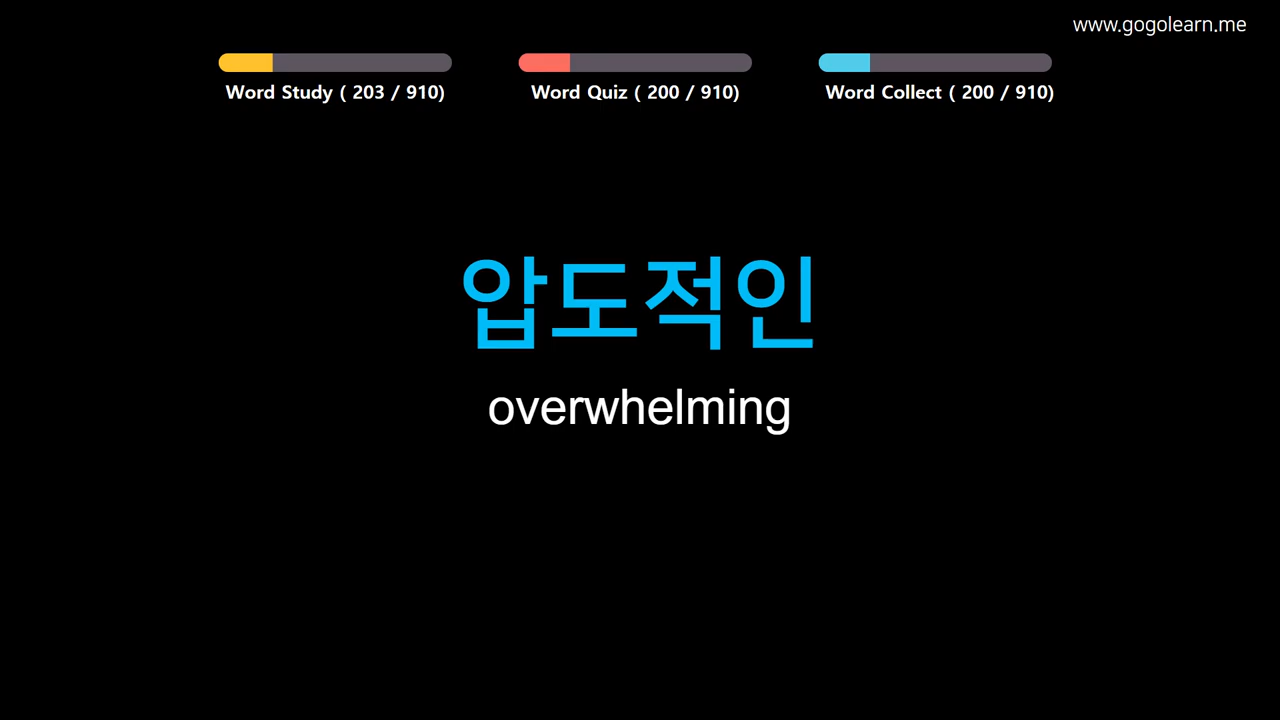 www.gogolearn.me
Word Study ( 203 / 910)
Word Quiz ( 200 / 910)
Word Collect ( 200 / 910)
압도적인
overwhelming